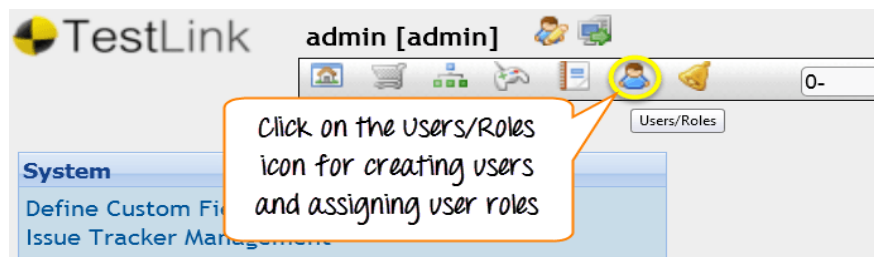 TestLink
admin [admin]
0-
Users/Roles
Click on the Users/Roles
icon for creating users
and assigning user roles
System
Define Custom Fi
Issue Tracker Management